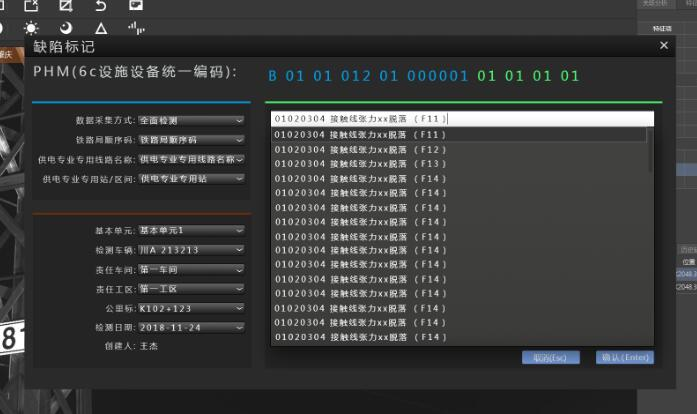 关联分析
特征
特征值
肇庆
缺陷标记
PHM(6c设施设备统一编码):
B 01 01 012 01 000001 01 01 01 01
数据采集方式: 全面检测
铁路局顺序码: 铁路局顺序码
供电专业专用线路名称: 供电专业专用线路名称
供电专业专用站/区间: 供电专业专用站
基本单元: 基本单元1
检测车辆: 川A 213213
责任车间: 第一车间
责任工区: 第一工区
公里标: K102+123
检测日期: 2018-11-24
创建人: 王杰
01020304 接触线张力xx脱落 (F11)
01020304 接触线张力xx脱落 (F11)
01020304 接触线张力xx脱落 (F12)
01020304 接触线张力xx脱落 (F13)
01020304 接触线张力xx脱落 (F14)
01020304 接触线张力xx脱落 (F14)
01020304 接触线张力xx脱落 (F14)
01020304 接触线张力xx脱落 (F14)
01020304 接触线张力xx脱落 (F14)
01020304 接触线张力xx脱落 (F14)
01020304 接触线张力xx脱落 (F14)
01020304 接触线张力xx脱落 (F14)
01020304 接触线张力xx脱落 (F14)
01020304 接触线张力xx脱落 (F14)
01020304 接触线张力xx脱落 (F14)
取消(Esc)
确认(Enter)
位置
K2048.3
K2048.3
81